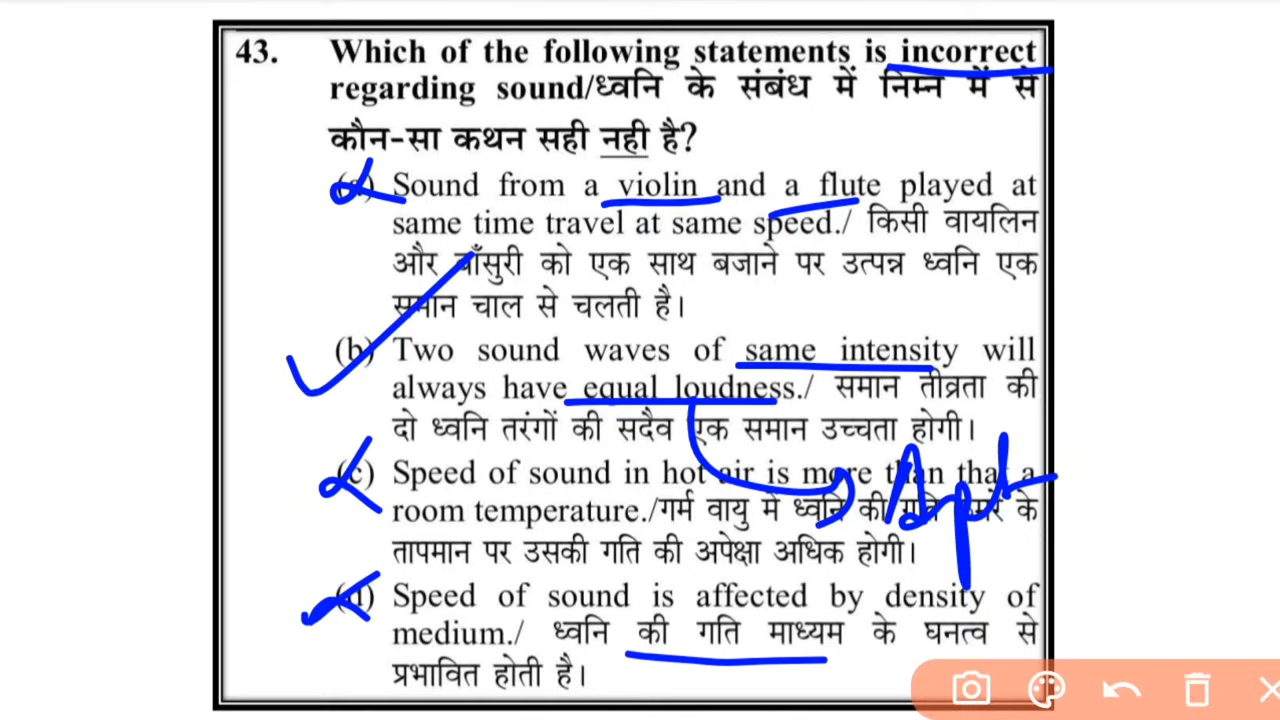 43. Which of the following statements is incorrect
regarding sound/ध्वनि के संबंध में निम्न में से
कौन-सा कथन सही नही है?
(a) Sound from a violin and a flute played at
same time travel at same speed./ किसी वायलिन
और बाँसुरी को एक साथ बजाने पर उत्पन्न ध्वनि एक
समान चाल से चलती है।
(b) Two sound waves of same intensity will
always have equal loudness./ समान तीव्रता की
दो ध्वनि तरंगों की सदैव एक समान उच्चता होगी।
(c) Speed of sound in hot air is more than that a
room temperature./गर्म वायु में ध्वनि की गति कमरे के
तापमान पर उसकी गति की अपेक्षा अधिक होगी।
(d) Speed of sound is affected by density of
medium./ ध्वनि की गति माध्यम के घनत्व से
प्रभावित होती है।